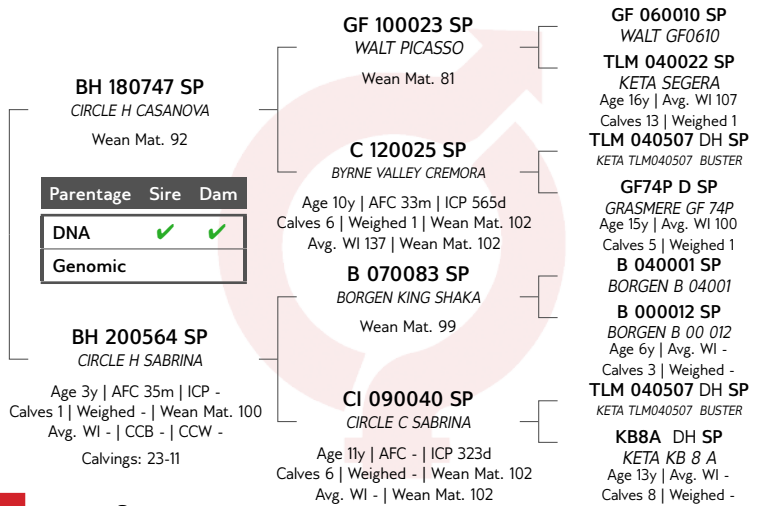 BH 180747 SP
CIRCLE H CASANOVA
Wean Mat. 92
Parentage Sire Dam
DNA ✔ ✔
Genomic
BH 200564 SP
CIRCLE H SABRINA
Age 3y | AFC 35m | ICP -
Calves 1 | Weighed - | Wean Mat. 100
Avg. WI - | CCB - | CCW -
Calvings: 23-11
GF 100023 SP
WALT PICASSO
Wean Mat. 81
C 120025 SP
BYRNE VALLEY CREMORA
Age 10y | AFC 33m | ICP 565d
Calves 6 | Weighed 1 | Wean Mat. 102
Avg. WI 137 | Wean Mat. 102
B 070083 SP
BORGEN KING SHAKA
Wean Mat. 99
CI 090040 SP
CIRCLE C SABRINA
Age 11y | AFC - | ICP 323d
Calves 6 | Weighed - | Wean Mat. 102
Avg. WI - | Wean Mat. 102
GF 060010 SP
WALT GF0610
TLM 040022 SP
KETA SEGERA
Age 16y | Avg. WI 107
Calves 13 | Weighed 1
TLM 040507 DH SP
KETA TLM040507 BUSTER
GF74P D SP
GRASMERE GF 74P
Age 15y | Avg. WI 100
Calves 5 | Weighed 1
B 040001 SP
BORGEN B 04001
B 000012 SP
BORGEN B 00 012
Age 6y | Avg. WI -
Calves 3 | Weighed -
TLM 040507 DH SP
KETA TLM040507 BUSTER
KB8A DH SP
KETA KB 8 A
Age 13y | Avg. WI -
Calves 8 | Weighed -